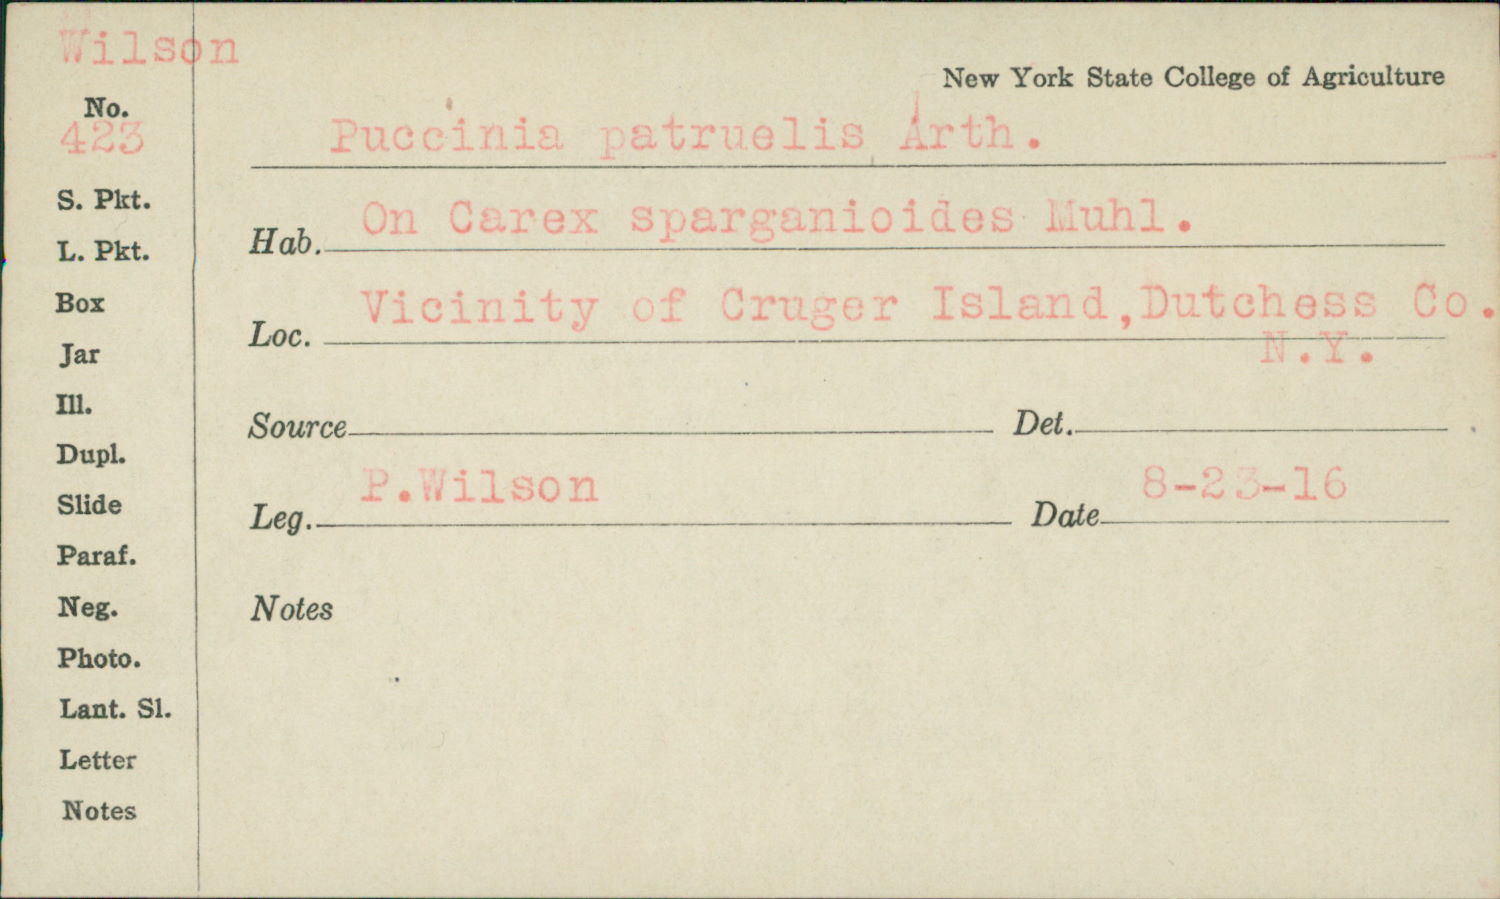 Wilson
New York State College of Agriculture
No.
423
Puccinia patruelis Arth.
S. Pkt.
Hab. On Carex sparganioides Muhl.
L. Pkt.
Box
Loc. Vicinity of Cruger Island,Dutchess Co.
N.Y.
Jar
Ill.
Source
Det.
Dupl.
Slide
Leg. P.Wilson
Date 8-23-16
Paraf.
Neg.
Notes
Photo.
Lant. Sl.
Letter
Notes